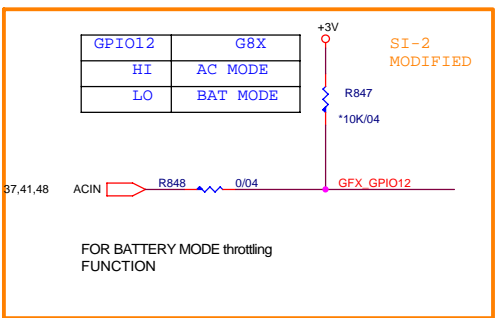 +3V
GPIO12 G8X
HI AC MODE
LO BAT MODE
SI-2
MODIFIED
R847
*10K/04
37,41,48 ACIN R848 0/04 GFX_GPIO12
FOR BATTERY MODE throttling
FUNCTION